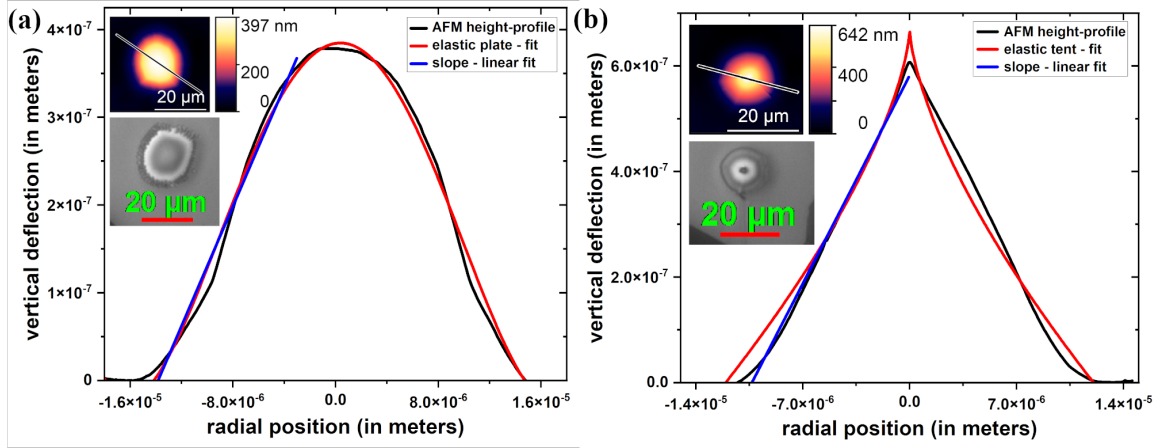 (a)
397 nm
200
0
20 μm
20 μm
AFM height-profile
elastic plate - fit
slope - linear fit
vertical deflection (in meters)
4×10⁻⁷
3×10⁻⁷
2×10⁻⁷
1×10⁻⁷
0
-1.6×10⁻⁵ -8.0×10⁻⁶ 0.0 8.0×10⁻⁶ 1.6×10⁻⁵
radial position (in meters)
(b)
642 nm
400
0
20 μm
20 μm
AFM height-profile
elastic tent - fit
slope - linear fit
vertical deflection (in meters)
6.0×10⁻⁷
4.0×10⁻⁷
2.0×10⁻⁷
0.0
-1.4×10⁻⁵ -7.0×10⁻⁶ 0.0 7.0×10⁻⁶ 1.4×10⁻⁵
radial position (in meters)